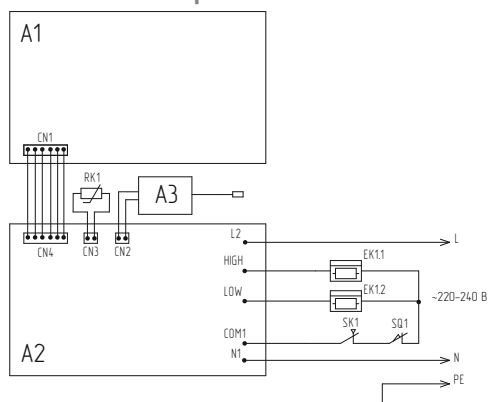 A1
CN1
RK1
A3
CN4
CN3
CN2
L2
L
HIGH
EK1.1
LOW
EK1.2
~220-240 В
SK1
SQ1
COM1
A2
N1
N
PE